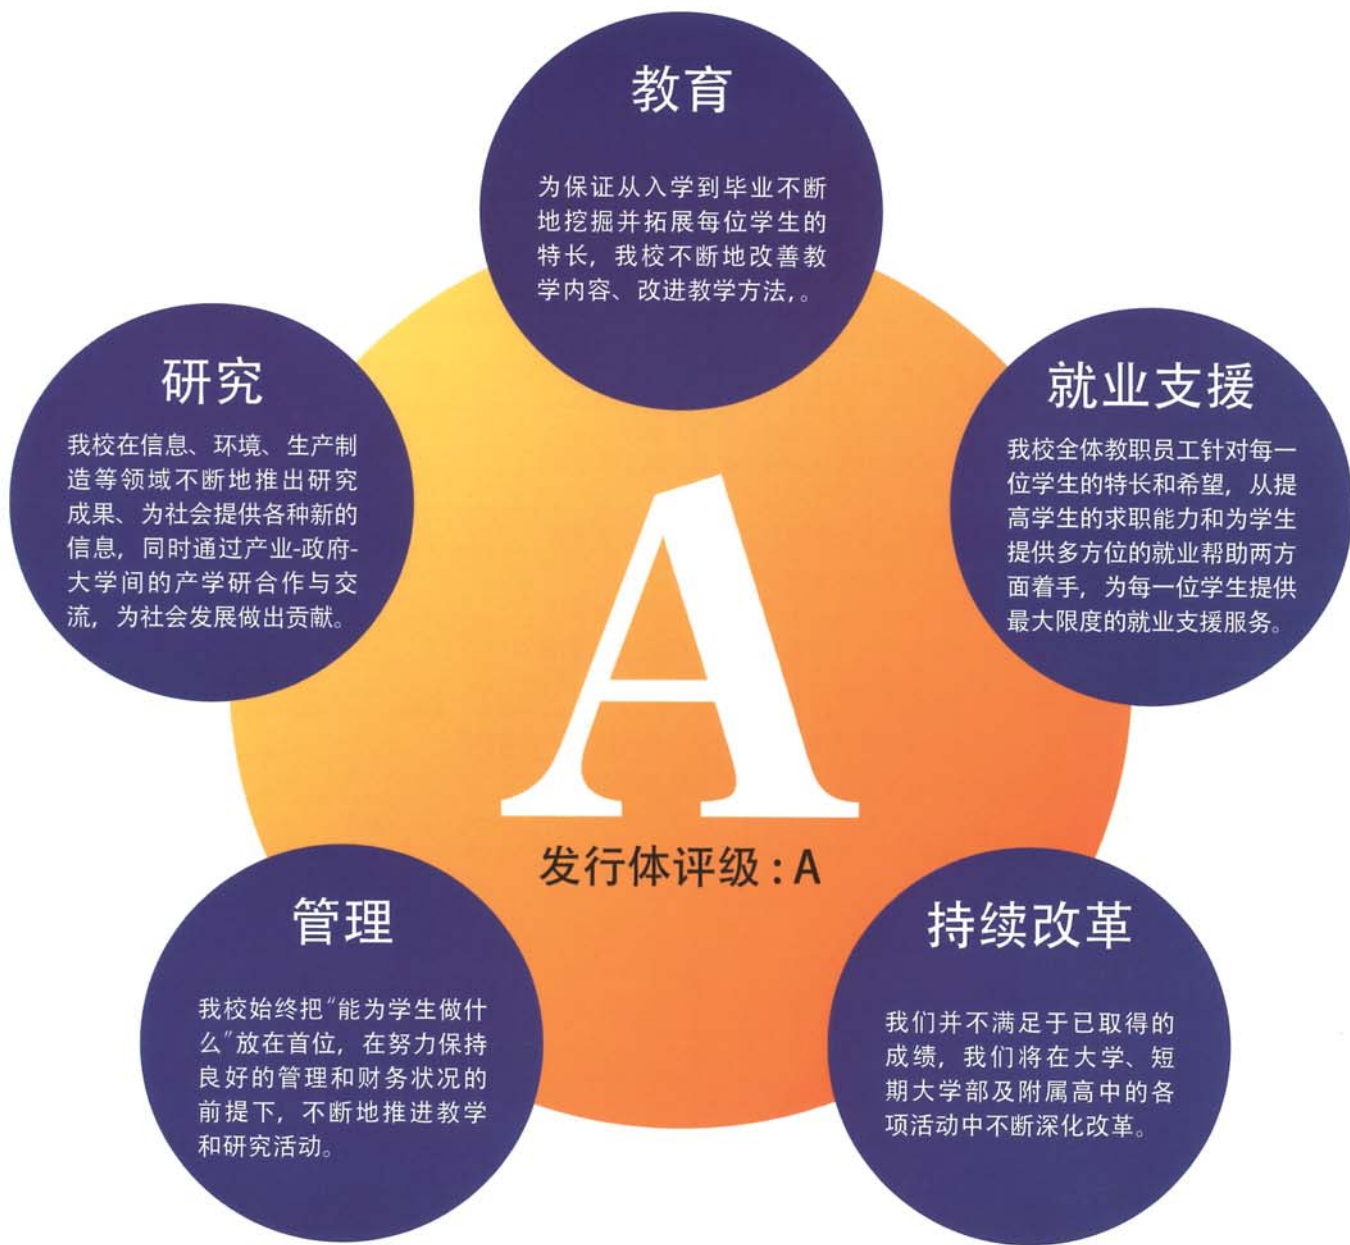 教育
为保证从入学到毕业不断
地挖掘并拓展每位学生的
特长，我校不断地改善教
学内容、改进教学方法,。
研究
我校在信息、环境、生产制
造等领域不断地推出研究
成果、为社会提供各种新的
信息，同时通过产业-政府-
大学间的产学研合作与交
流，为社会发展做出贡献。
就业支援
我校全体教职员工针对每一
位学生的特长和希望，从提
高学生的求职能力和为学生
提供多方位的就业帮助两方
面着手，为每一位学生提供
最大限度的就业支援服务。
A
发行体评级：A
管理
我校始终把“能为学生做什
么”放在首位，在努力保持
良好的管理和财务状况的
前提下，不断地推进教学
和研究活动。
持续改革
我们并不满足于已取得的
成绩，我们将在大学、短
期大学部及附属高中的各
项活动中不断深化改革。